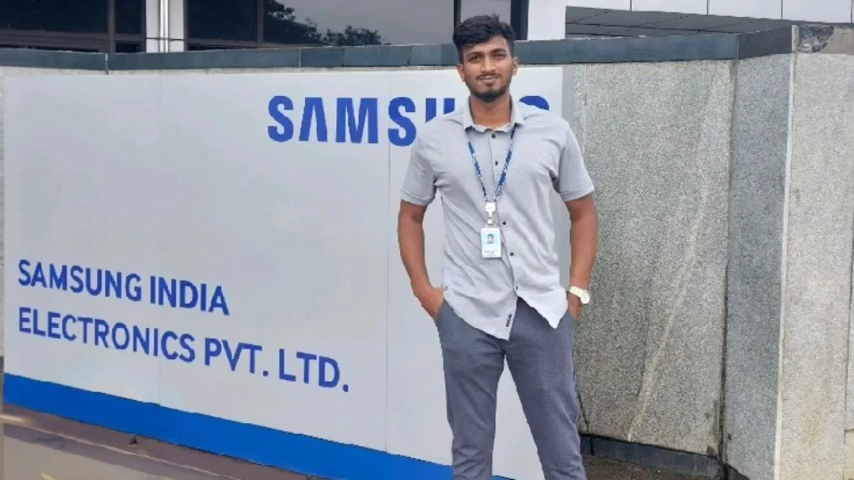 SAMSUNG
SAMSUNG INDIA
ELECTRONICS PVT. LTD.